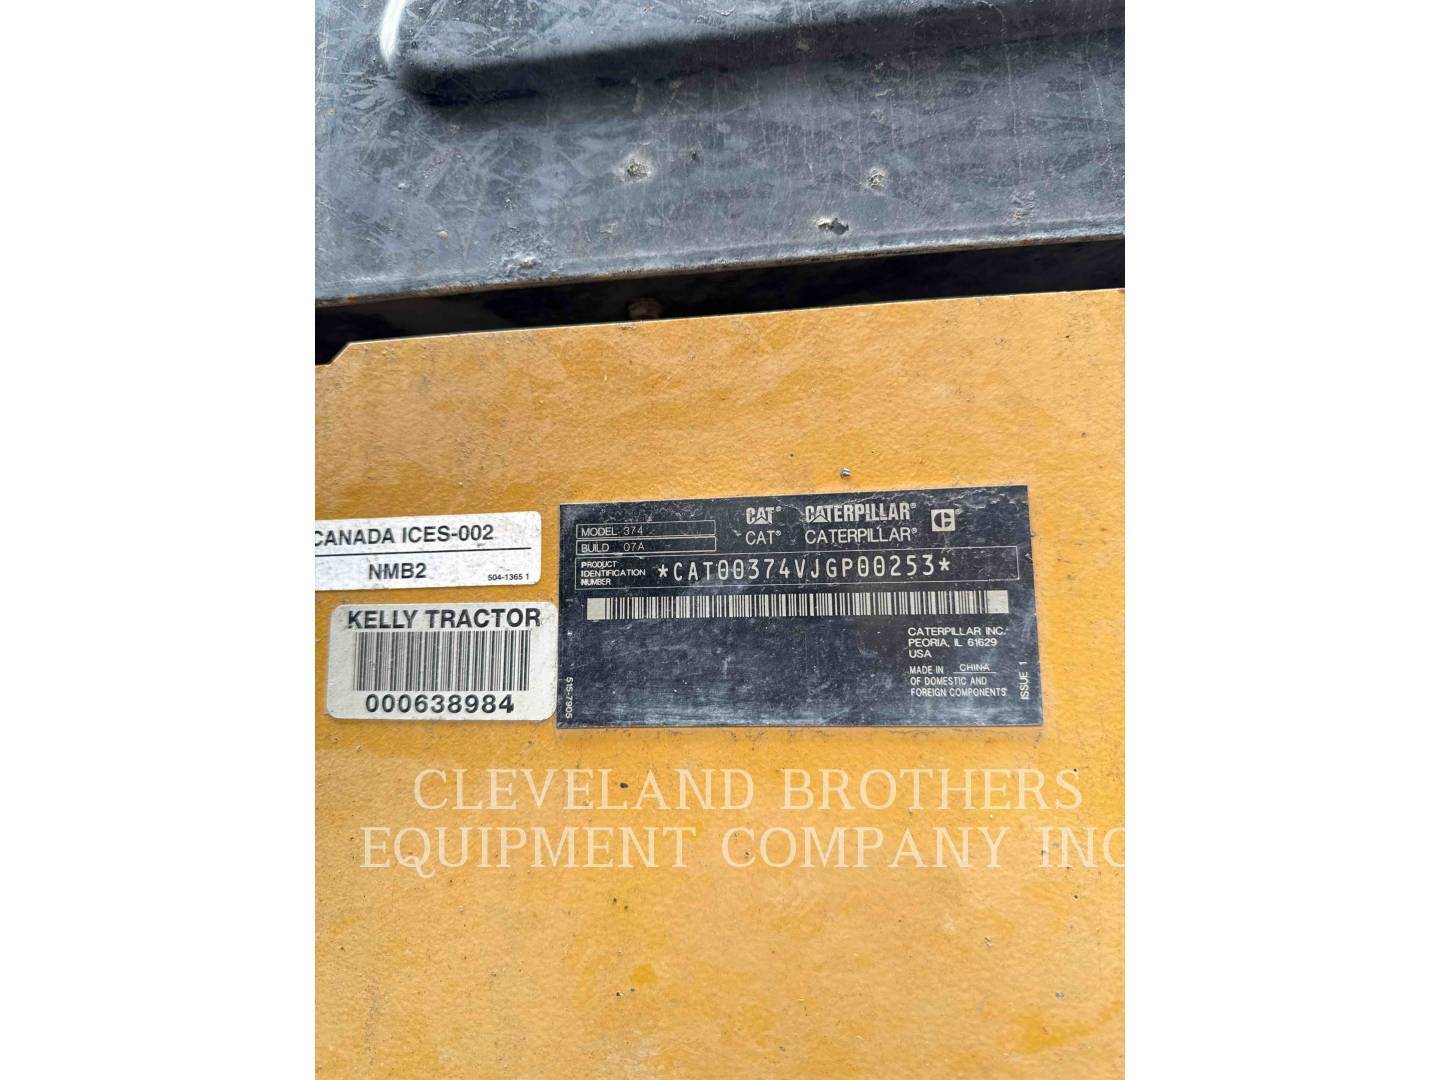 CANADA ICES-002
NMB2
504-1365 1
KELLY TRACTOR
000638984
MODEL 374
BUILD 07A
CAT® CATERPILLAR®
CAT® CATERPILLAR®
PRODUCT
IDENTIFICATION
NUMBER
*CAT00374VJGP00253*
CATERPILLAR INC.
PEORIA, IL 61629
USA
MADE IN CHINA
OF DOMESTIC AND
FOREIGN COMPONENTS
515-7905
ISSUE 1
CLEVELAND BROTHERS
EQUIPMENT COMPANY INC